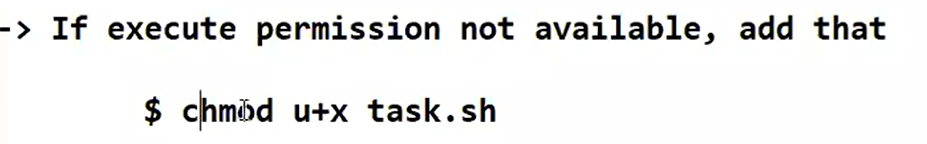 -> If execute permission not available, add that
$ chmod u+x task.sh